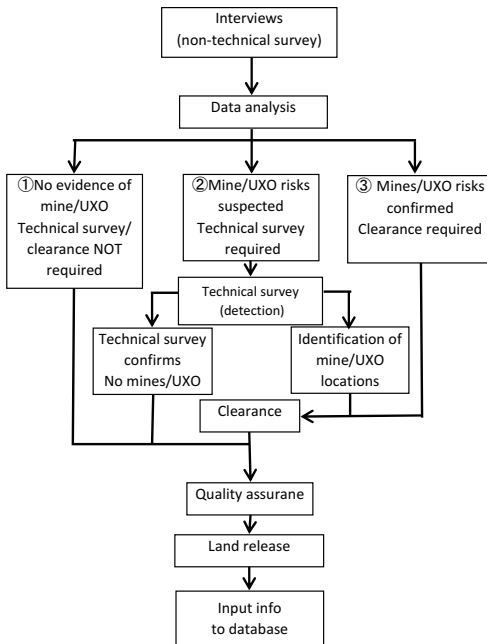 Interviews
(non-technical survey)
Data analysis
①No evidence of
mine/UXO
Technical survey/
clearance NOT
required
②Mine/UXO risks
suspected
Technical survey
required
③ Mines/UXO risks
confirmed
Clearance required
Technical survey
(detection)
Technical survey
confirms
No mines/UXO
Identification of
mine/UXO
locations
Clearance
Quality assurane
Land release
Input info
to database